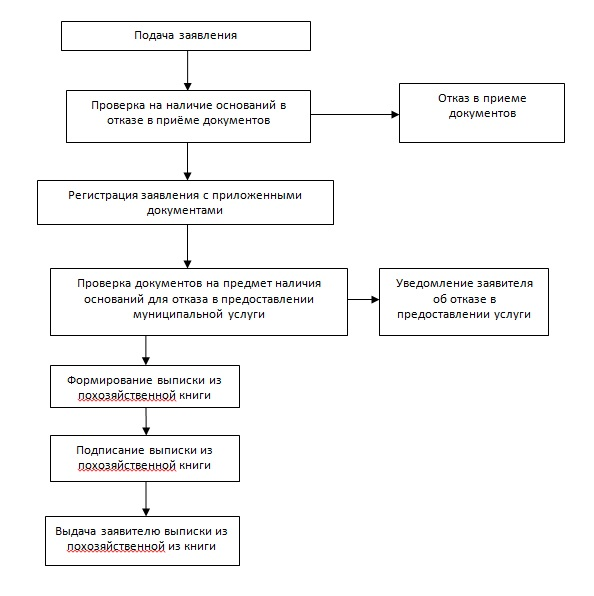 Подача заявления
Проверка на наличие оснований в
отказе в приёме документов
Отказ в приеме
документов
Регистрация заявления с приложенными
документами
Проверка документов на предмет наличия
оснований для отказа в предоставлении
муниципальной услуги
Уведомление заявителя
об отказе в
предоставлении услуги
Формирование выписки из
похозяйственной книги
Подписание выписки из
похозяйственной книги
Выдача заявителю выписки из
похозяйственной из книги